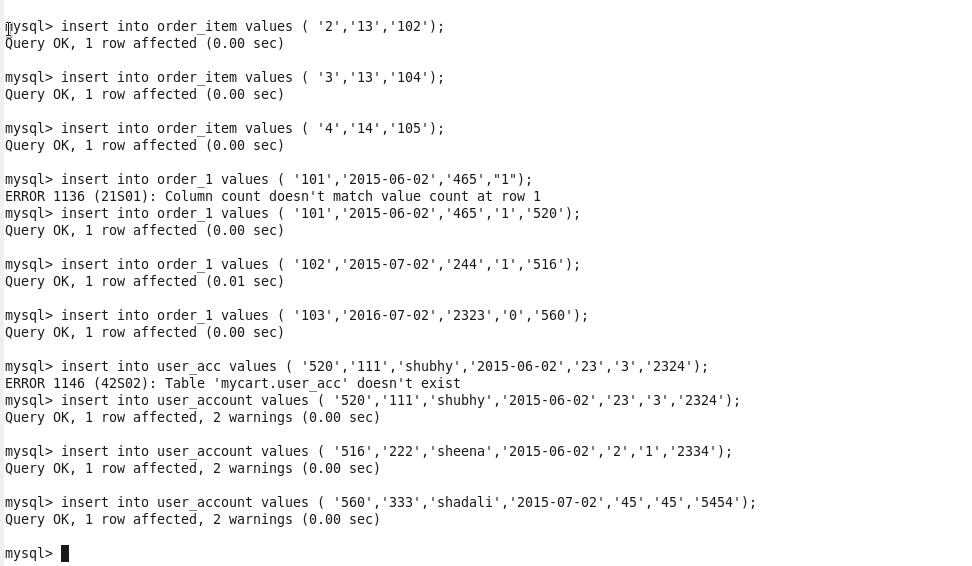 mysql> insert into order_item values ( '2','13','102');
Query OK, 1 row affected (0.00 sec)
mysql> insert into order_item values ( '3','13','104');
Query OK, 1 row affected (0.00 sec)
mysql> insert into order_item values ( '4','14','105');
Query OK, 1 row affected (0.00 sec)
mysql> insert into order_1 values ( '101','2015-06-02','465',"1");
ERROR 1136 (21S01): Column count doesn't match value count at row 1
mysql> insert into order_1 values ( '101','2015-06-02','465','1','520');
Query OK, 1 row affected (0.00 sec)
mysql> insert into order_1 values ( '102','2015-07-02','244','1','516');
Query OK, 1 row affected (0.01 sec)
mysql> insert into order_1 values ( '103','2016-07-02','2323','0','560');
Query OK, 1 row affected (0.00 sec)
mysql> insert into user_acc values ( '520','111','shubhy','2015-06-02','23','3','2324');
ERROR 1146 (42S02): Table 'mycart.user_acc' doesn't exist
mysql> insert into user_account values ( '520','111','shubhy','2015-06-02','23','3','2324');
Query OK, 1 row affected, 2 warnings (0.00 sec)
mysql> insert into user_account values ( '516','222','sheena','2015-06-02','2','1','2334');
Query OK, 1 row affected, 2 warnings (0.00 sec)
mysql> insert into user_account values ( '560','333','shadali','2015-07-02','45','45','5454');
Query OK, 1 row affected, 2 warnings (0.00 sec)
mysql>